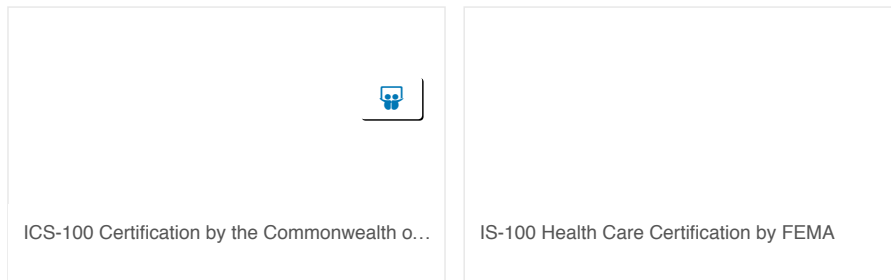 ICS-100 Certification by the Commonwealth o…
IS-100 Health Care Certification by FEMA